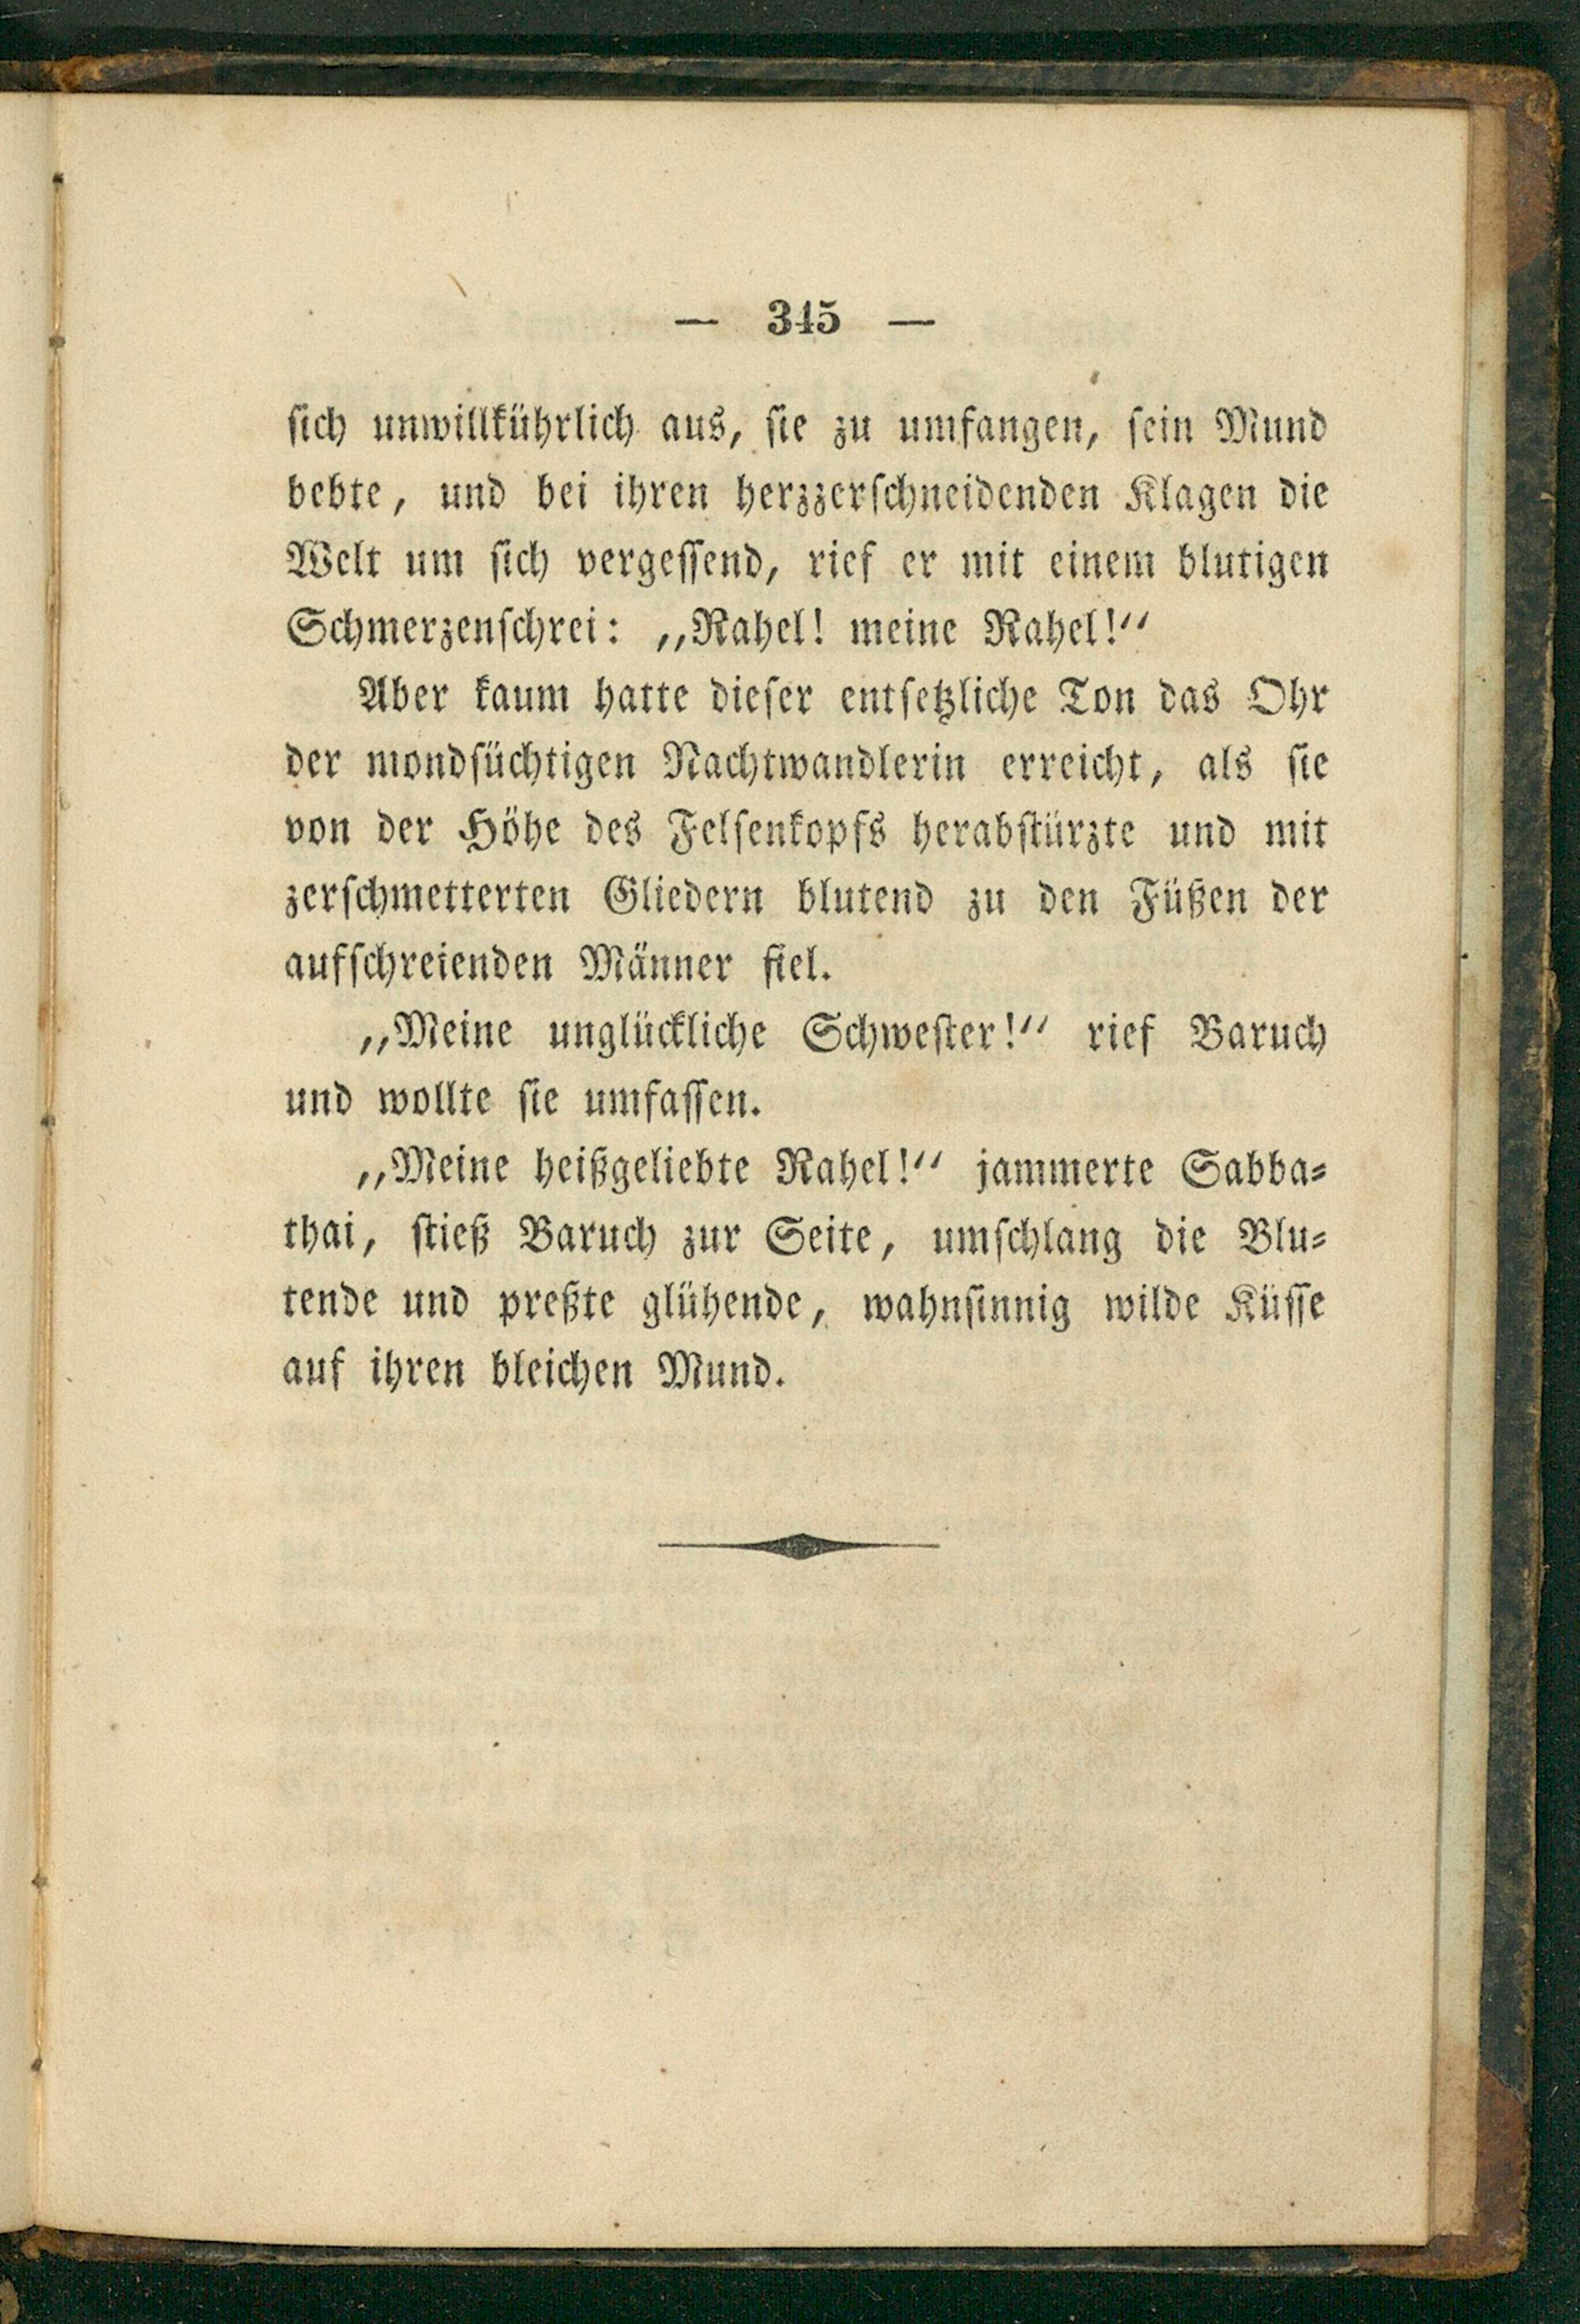 — 345 —
sich unwillkührlich aus, sie zu umfangen, sein Mund
bebte, und bei ihren herzzerschneidenden Klagen die
Welt um sich vergessend, rief er mit einem blutigen
Schmerzenschrei: „Rahel! meine Rahel!“
Aber kaum hatte dieser entsetzliche Ton das Ohr
der mondsüchtigen Nachtwandlerin erreicht, als sie
von der Höhe des Felsenkopfs herabstürzte und mit
zerschmetterten Gliedern blutend zu den Füßen der
aufschreienden Männer fiel.
„Meine unglückliche Schwester!“ rief Baruch
und wollte sie umfassen.
„Meine heißgeliebte Rahel!“ jammerte Sabba-
thai, stieß Baruch zur Seite, umschlang die Blu-
tende und preßte glühende, wahnsinnig wilde Küsse
auf ihren bleichen Mund.